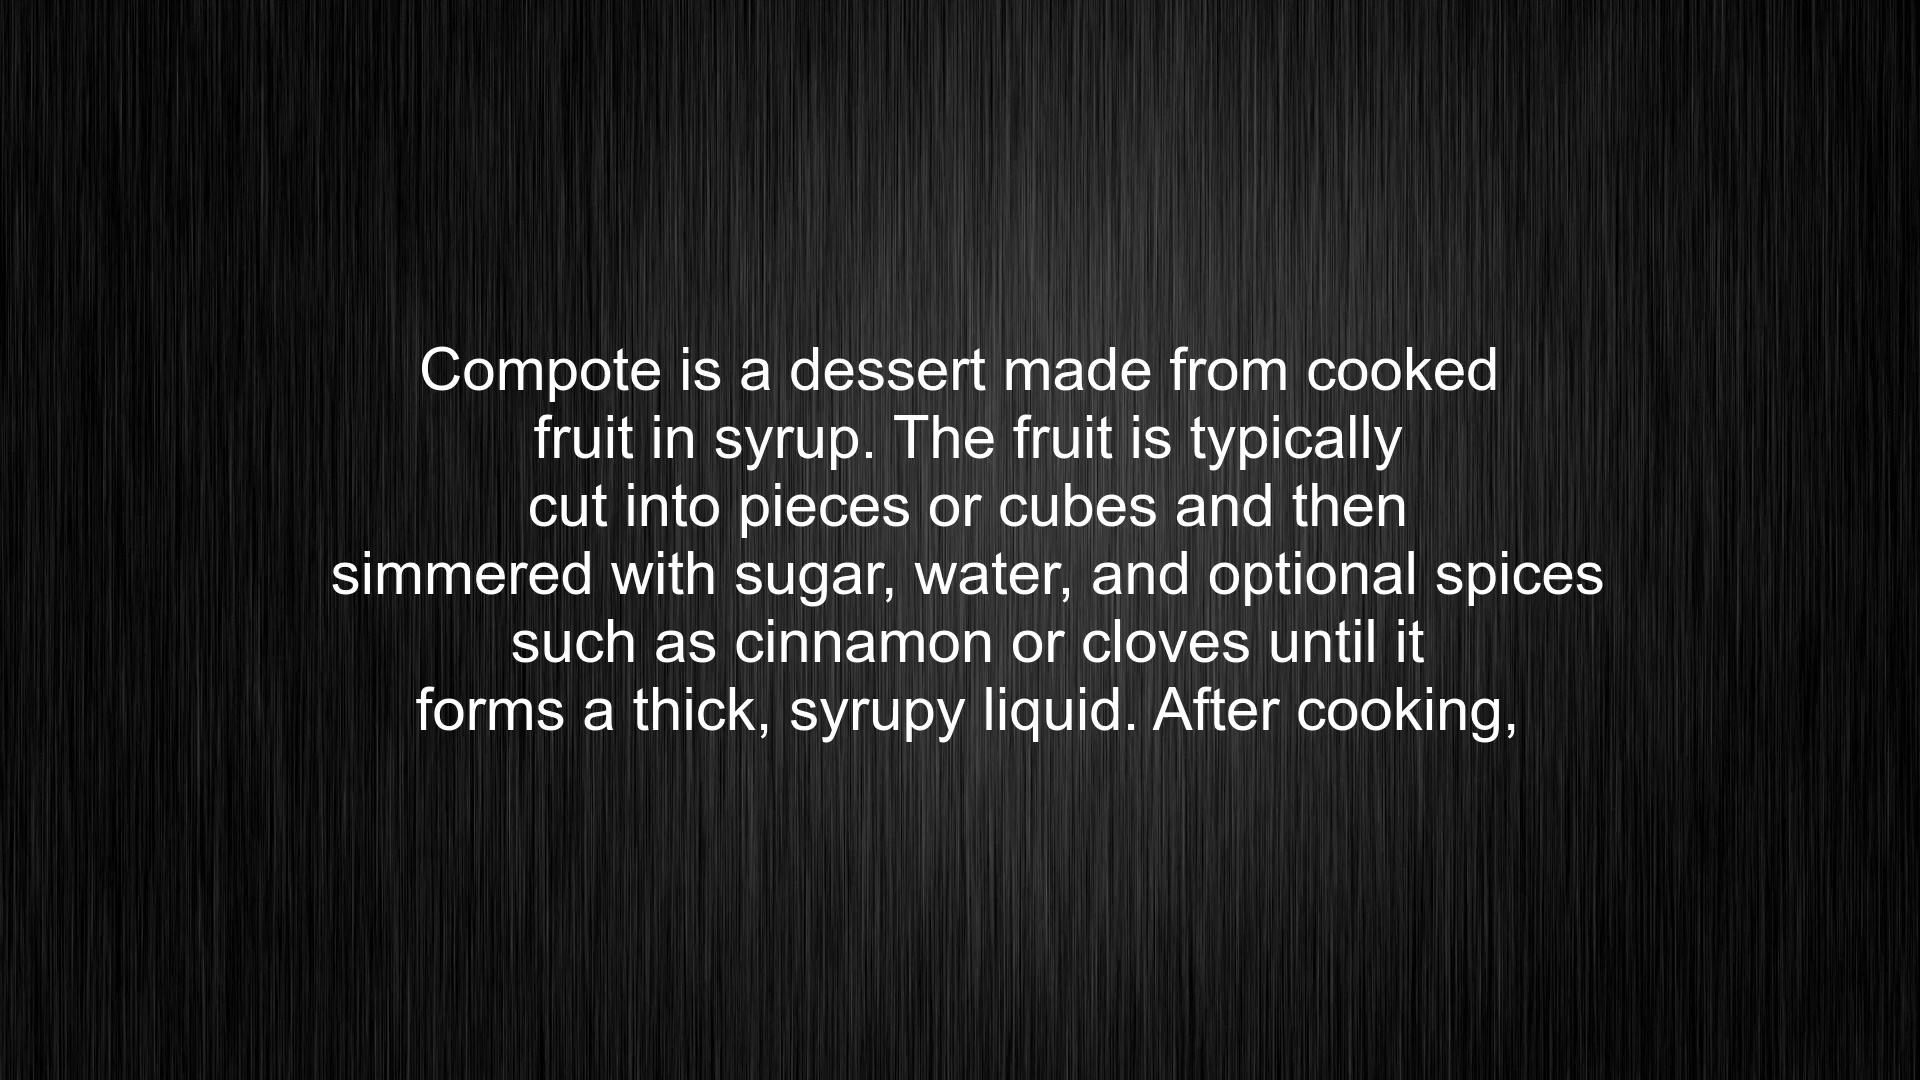 Compote is a dessert made from cooked
fruit in syrup. The fruit is typically
cut into pieces or cubes and then
simmered with sugar, water, and optional spices
such as cinnamon or cloves until it
forms a thick, syrupy liquid. After cooking,